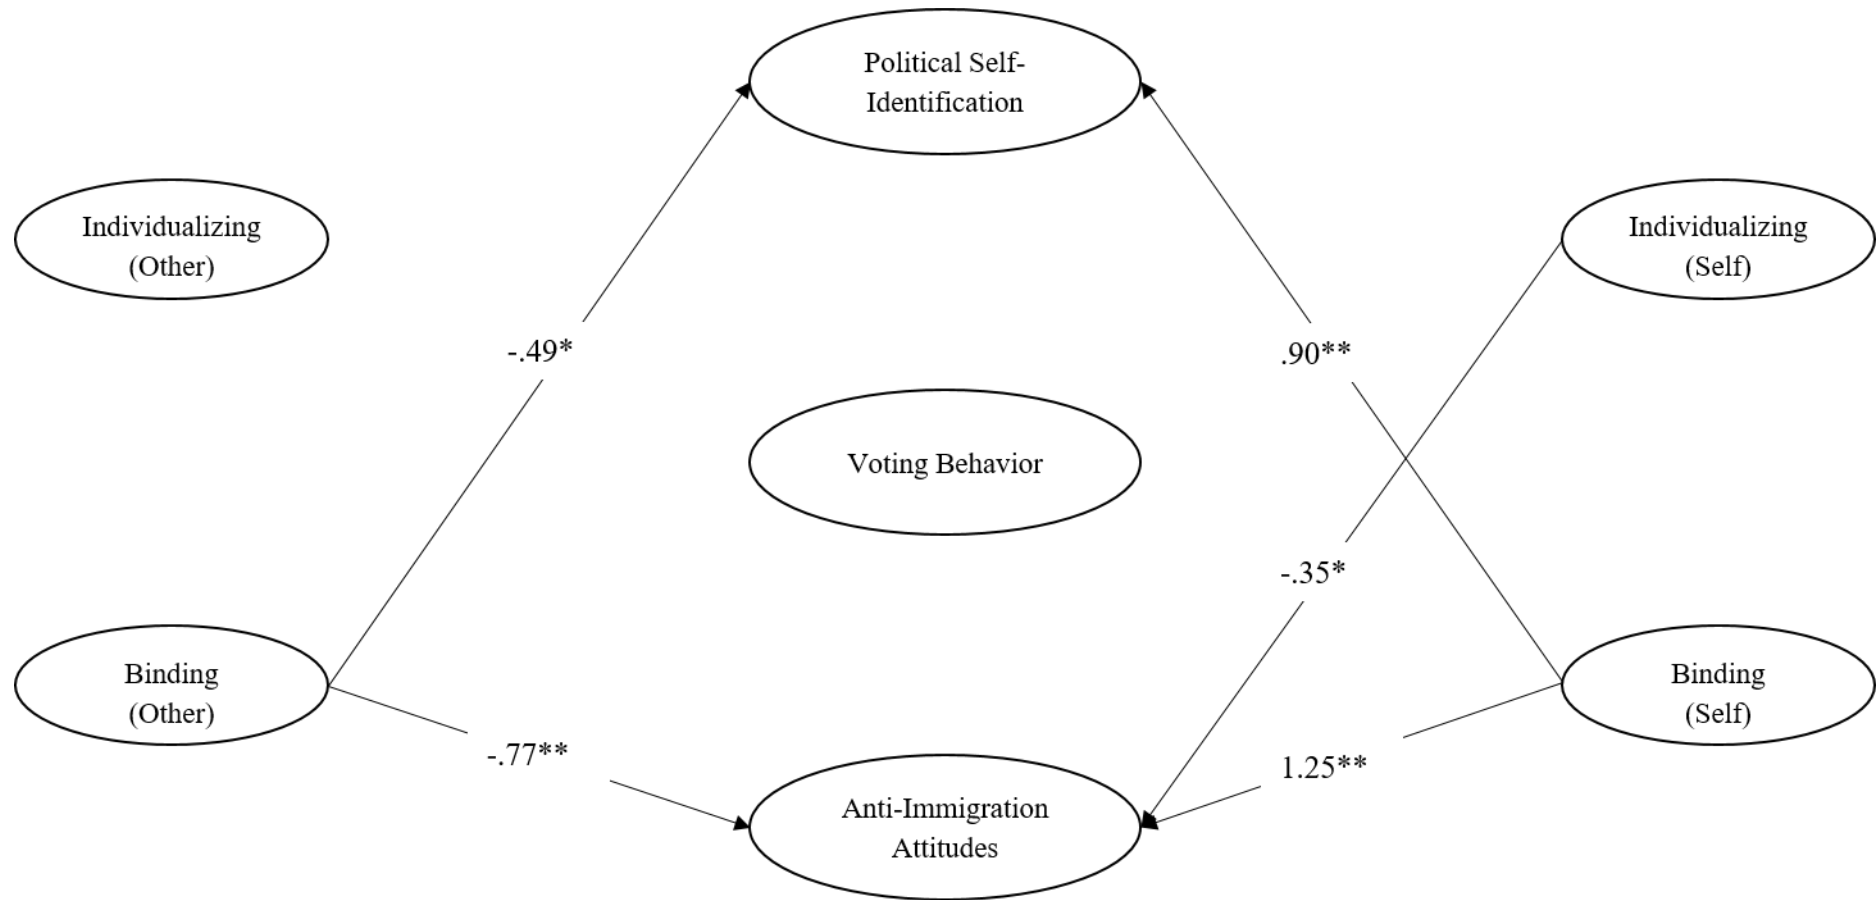 Political Self-
Identification
Individualizing
(Other)
Individualizing
(Self)
-.49*
.90**
Voting Behavior
-.35*
Binding
(Other)
Binding
(Self)
-.77**
1.25**
Anti-Immigration
Attitudes